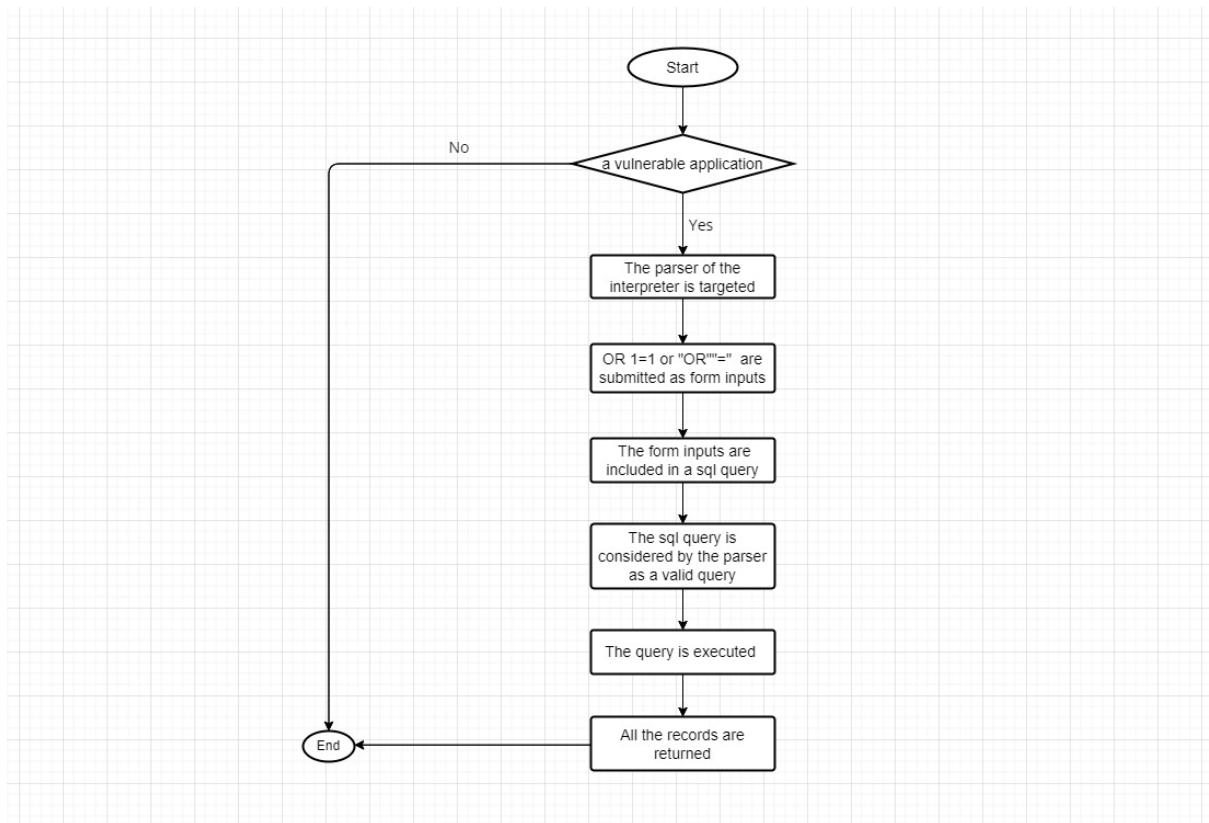 Start
a vulnerable application
No
Yes
The parser of the
interpreter is targeted
OR 1=1 or "OR""=" are
submitted as form inputs
The form inputs are
included in a sql query
The sql query is
considered by the parser
as a valid query
The query is executed
All the records are
returned
End